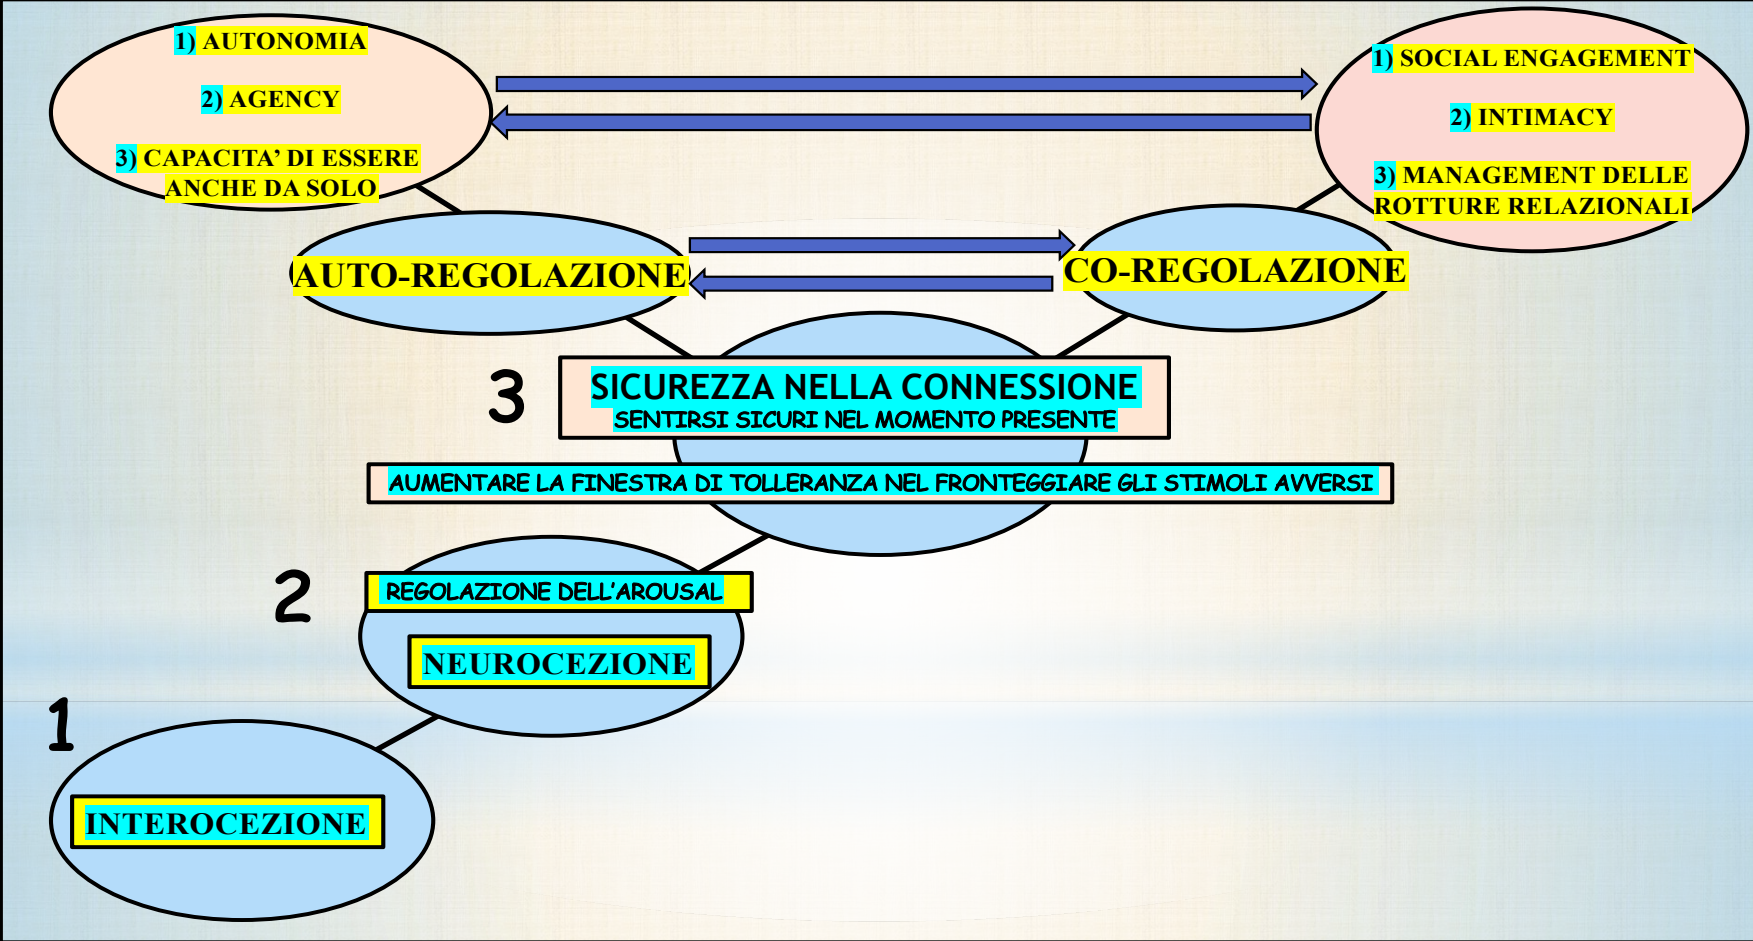 1) AUTONOMIA
2) AGENCY
3) CAPACITA’ DI ESSERE
ANCHE DA SOLO
1) SOCIAL ENGAGEMENT
2) INTIMACY
3) MANAGEMENT DELLE
ROTTURE RELAZIONALI
AUTO-REGOLAZIONE
CO-REGOLAZIONE
3
SICUREZZA NELLA CONNESSIONE
SENTIRSI SICURI NEL MOMENTO PRESENTE
AUMENTARE LA FINESTRA DI TOLLERANZA NEL FRONTEGGIARE GLI STIMOLI AVVERSI
2
REGOLAZIONE DELL’AROUSAL
NEUROCEZIONE
1
INTEROCEZIONE